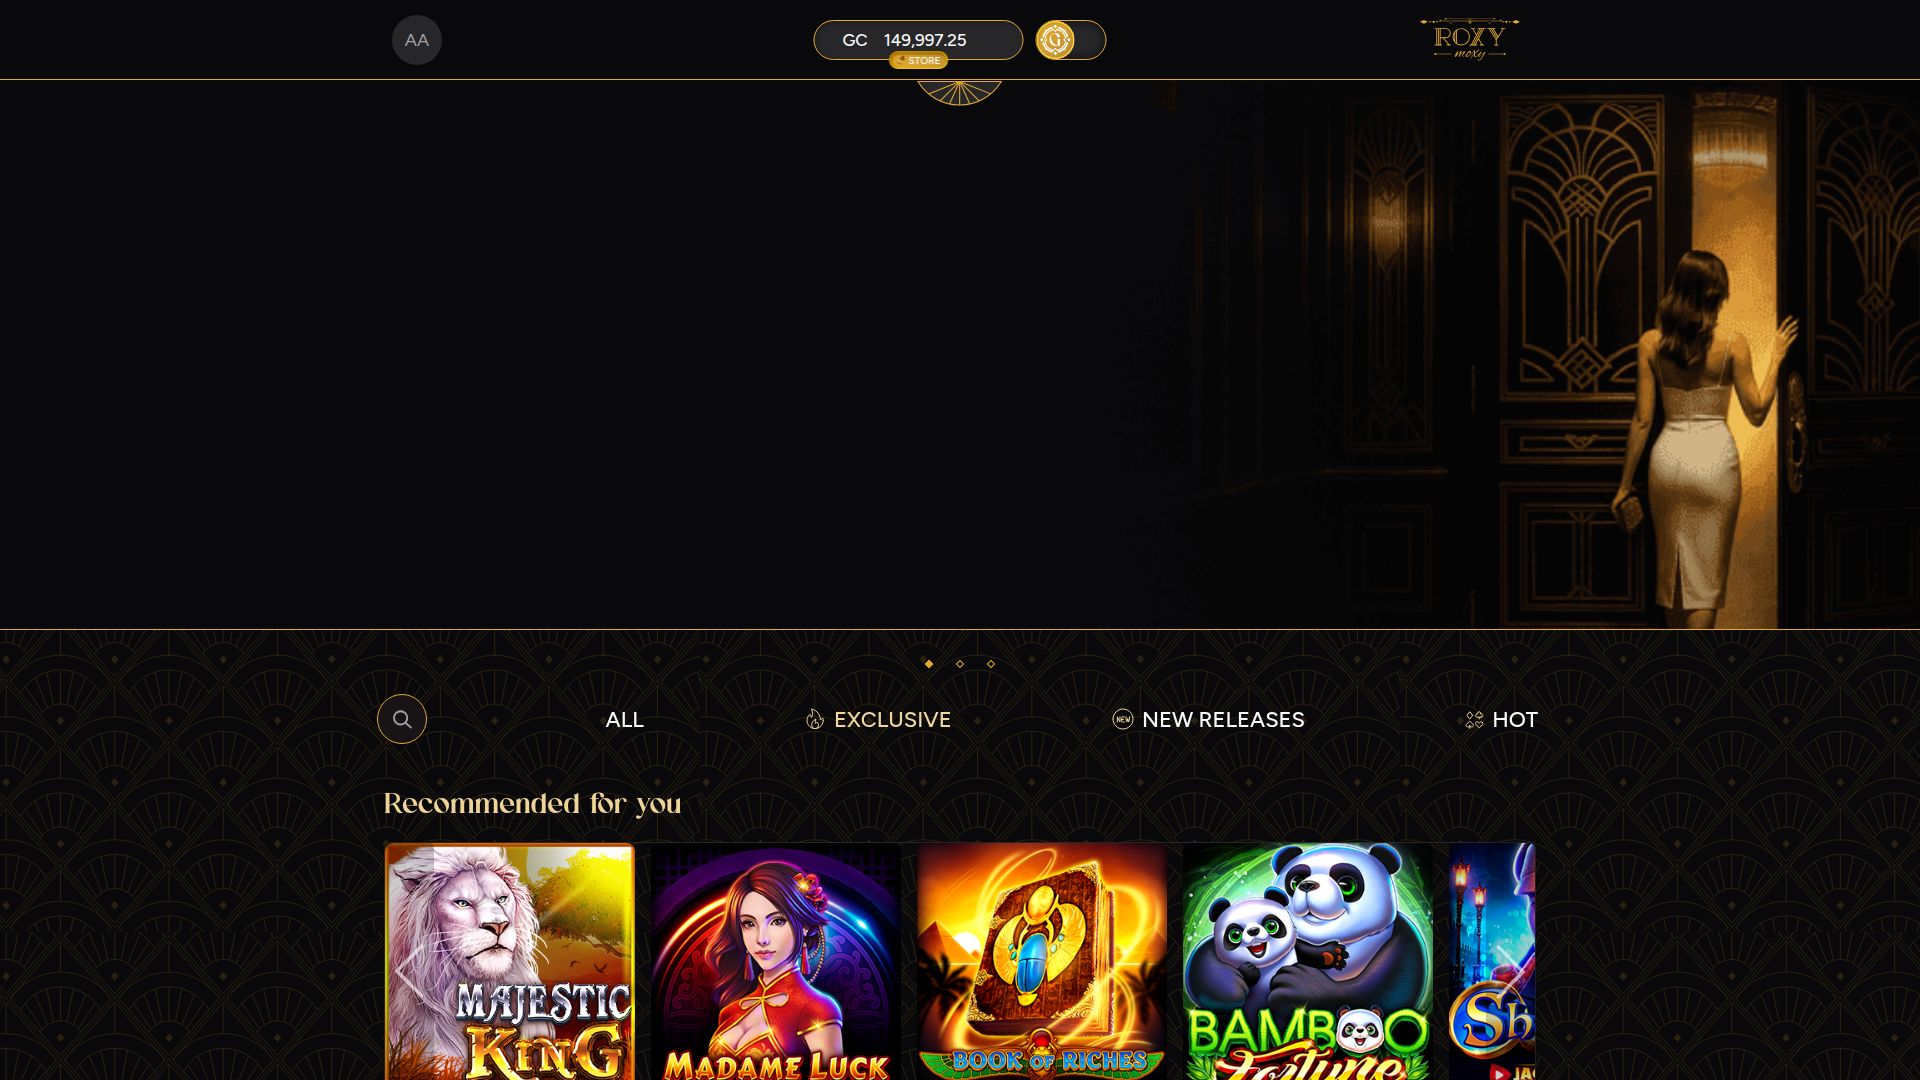 AA
GC 149,997.25
STORE
G
ROXY
moxy
ALL
EXCLUSIVE
NEW
NEW RELEASES
HOT
Recommended for you
MAJESTIC
KING
MADAME LUCK
BOOK OF RICHES
BAMBOO
Fortune
Sh
JA